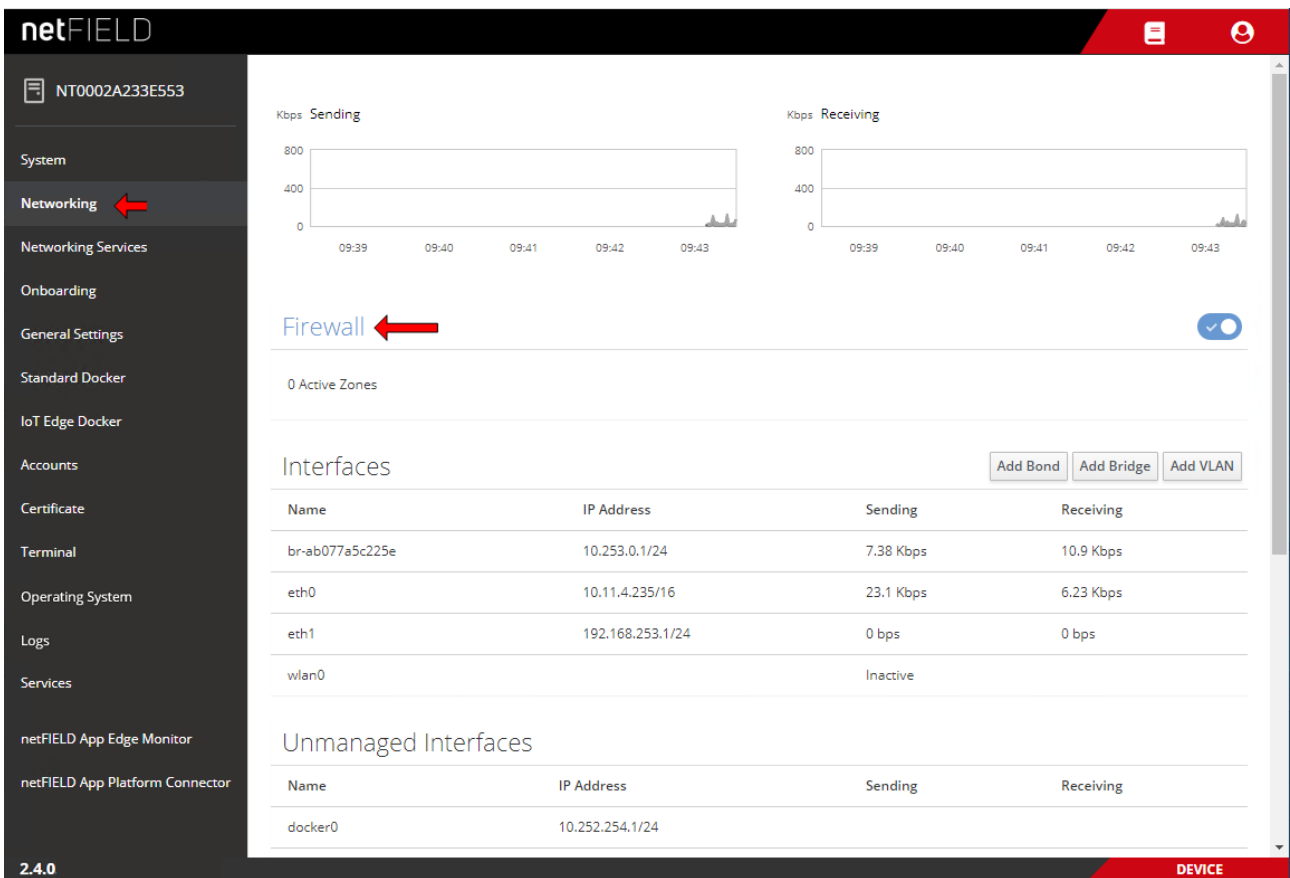 netFIELD
NT0002A233E553
System
Networking
Networking Services
Onboarding
General Settings
Standard Docker
IoT Edge Docker
Accounts
Certificate
Terminal
Operating System
Logs
Services
netFIELD App Edge Monitor
netFIELD App Platform Connector
2.4.0
Kbps Sending
800
400
0
09:39 09:40 09:41 09:42 09:43
Kbps Receiving
800
400
0
09:39 09:40 09:41 09:42 09:43
Firewall
0 Active Zones
Interfaces Add Bond Add Bridge Add VLAN
Name IP Address Sending Receiving
br-ab077a5c225e 10.253.0.1/24 7.38 Kbps 10.9 Kbps
eth0 10.11.4.235/16 23.1 Kbps 6.23 Kbps
eth1 192.168.253.1/24 0 bps 0 bps
wlan0 Inactive
Unmanaged Interfaces
Name IP Address Sending Receiving
docker0 10.252.254.1/24
DEVICE